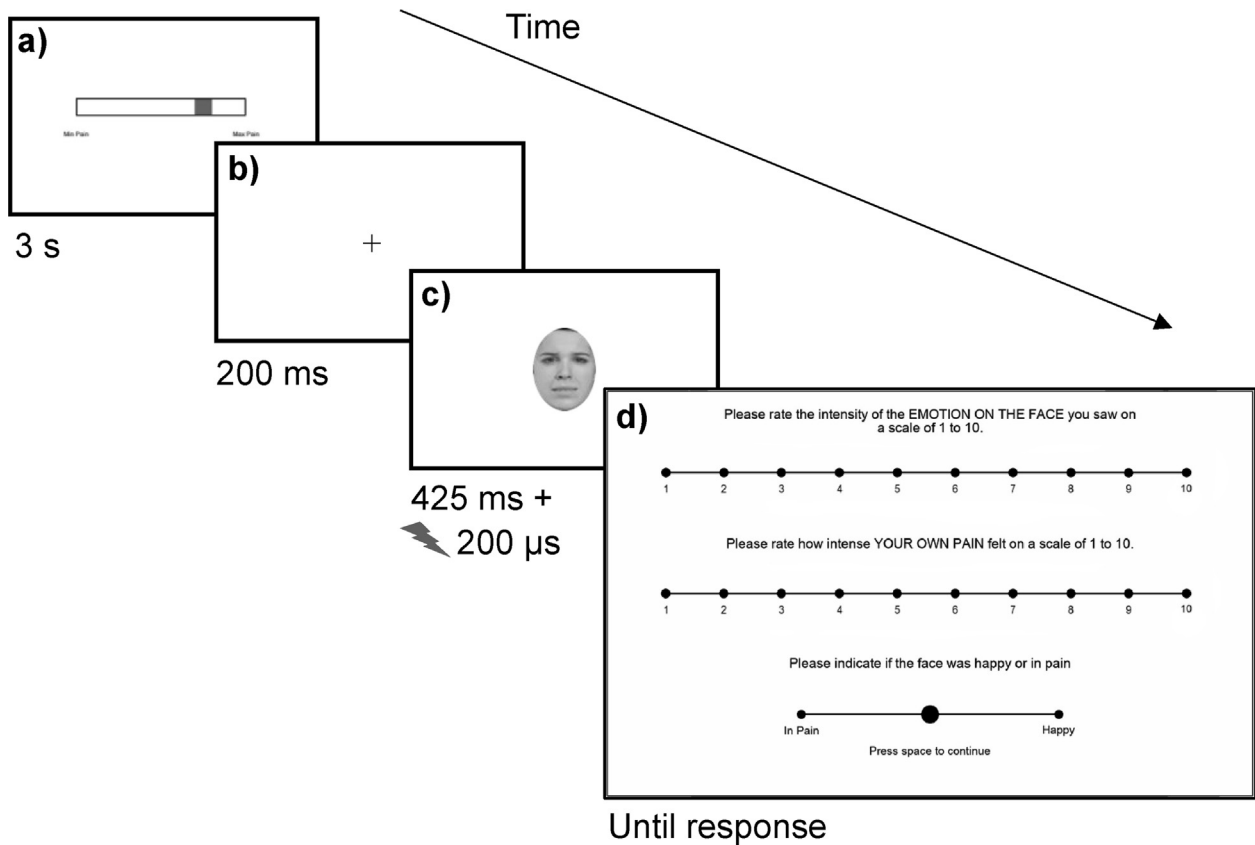 Time
a)
Min Pain Max Pain
3 s
b)
200 ms
c)
425 ms +
200 µs
d)
Please rate the intensity of the EMOTION ON THE FACE you saw on
a scale of 1 to 10.
1 2 3 4 5 6 7 8 9 10
Please rate how intense YOUR OWN PAIN felt on a scale of 1 to 10.
1 2 3 4 5 6 7 8 9 10
Please indicate if the face was happy or in pain
In Pain Happy
Press space to continue
Until response